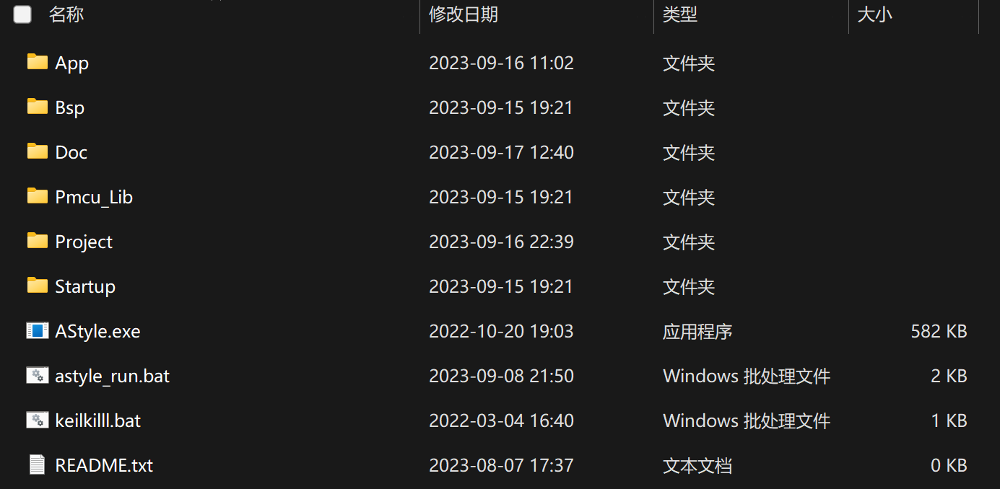 名称 修改日期 类型 大小
App 2023-09-16 11:02 文件夹
Bsp 2023-09-15 19:21 文件夹
Doc 2023-09-17 12:40 文件夹
Pmcu_Lib 2023-09-15 19:21 文件夹
Project 2023-09-16 22:39 文件夹
Startup 2023-09-15 19:21 文件夹
AStyle.exe 2022-10-20 19:03 应用程序 582 KB
astyle_run.bat 2023-09-08 21:50 Windows 批处理文件 2 KB
keilkilll.bat 2022-03-04 16:40 Windows 批处理文件 1 KB
README.txt 2023-08-07 17:37 文本文档 0 KB